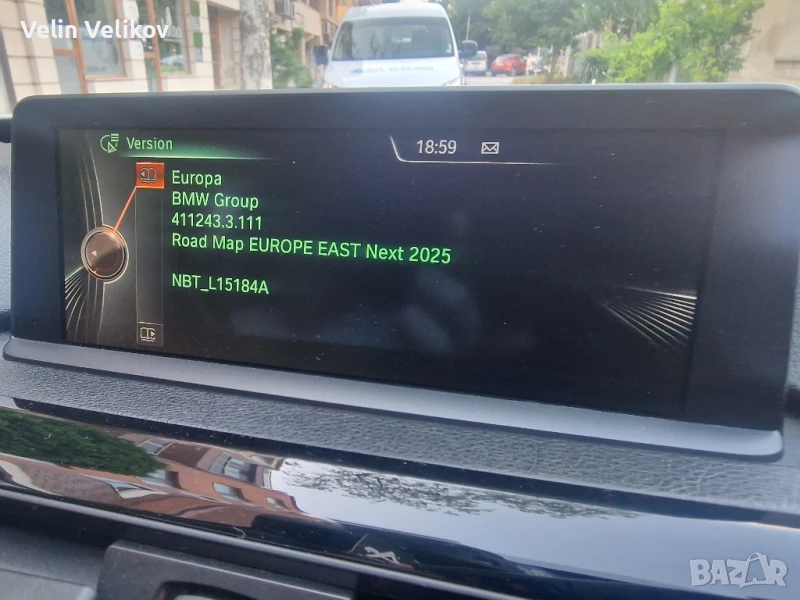 Velin Velikov
Version
18:59
Europa
BMW Group
411243.3.111
Road Map EUROPE EAST Next 2025
NBT_L15184A
BAZAR